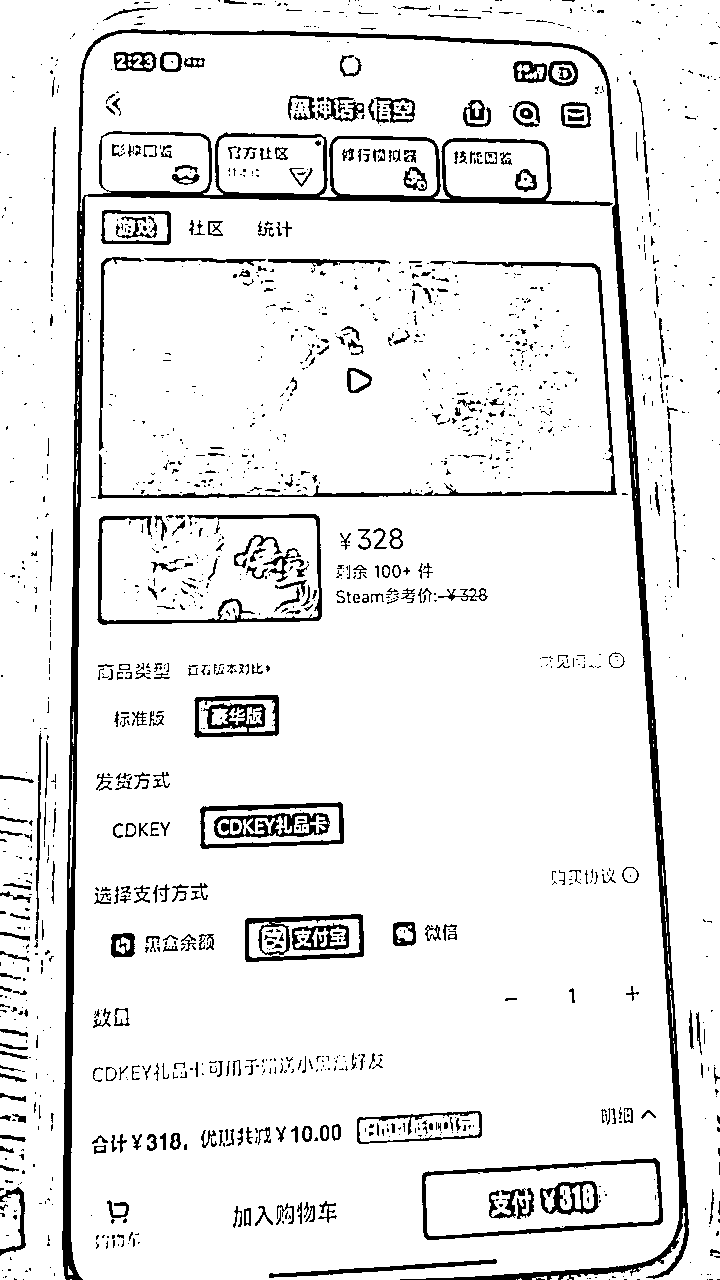 2:23
黑神话：悟空
影神图鉴
官方社区
修行模拟器
技能图鉴
游戏 社区 统计
￥328
剩余 100+ 件
Steam参考价:￥328
商品类型 查看版本对比
常见问题
标准版 豪华版
发货方式
CDKEY CDKEY礼品卡
购买协议
选择支付方式
黑盒余额 支付宝 微信
数量
− 1 +
CDKEY礼品卡可用于赠送小黑盒好友
合计￥318，优惠共减￥10.00
明细
购物车
加入购物车
支付 ￥318